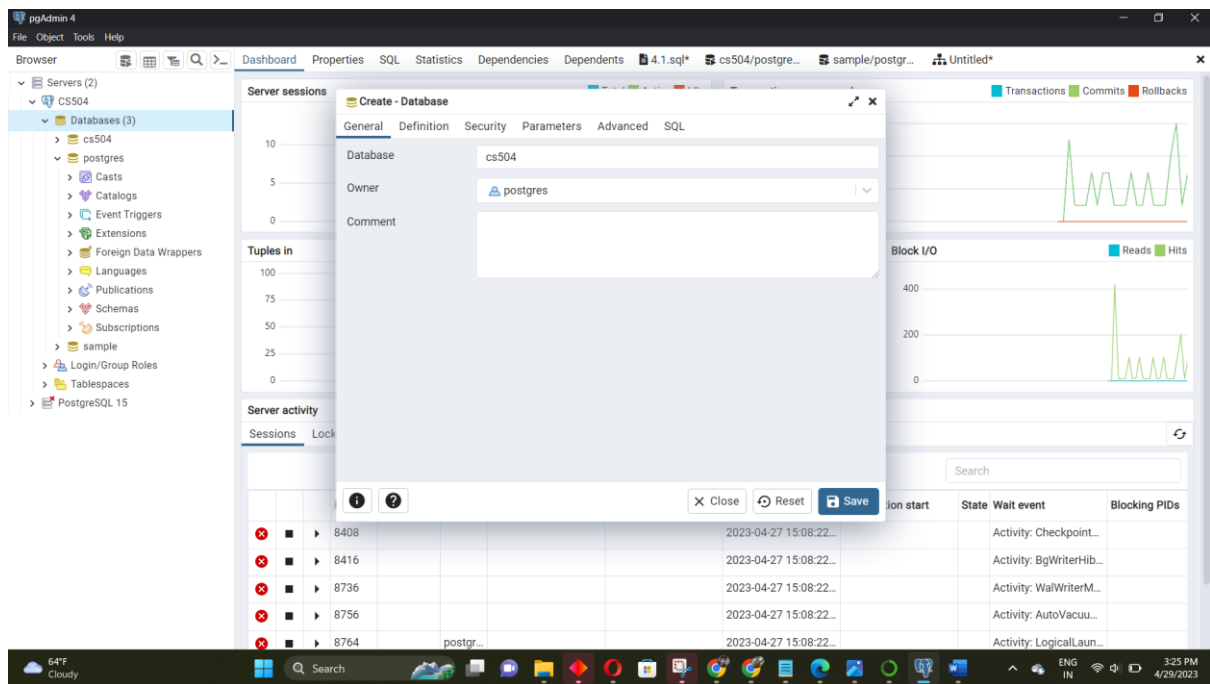 pgAdmin 4
File Object Tools Help
Browser
Dashboard Properties SQL Statistics Dependencies Dependents 4.1.sql* cs504/postgre... sample/postgr... Untitled*
Servers (2)
CS504
Databases (3)
cs504
postgres
Casts
Catalogs
Event Triggers
Extensions
Foreign Data Wrappers
Languages
Publications
Schemas
Subscriptions
sample
Login/Group Roles
Tablespaces
PostgreSQL 15
Server sessions
10
5
0
Transactions Commits Rollbacks
Create - Database
General Definition Security Parameters Advanced SQL
Database cs504
Owner postgres
Comment
Close Reset Save
Tuples in
100
75
50
25
0
Block I/O
Reads Hits
400
200
0
Server activity
Sessions Lock
Search
ion start State Wait event Blocking PIDs
8408 2023-04-27 15:08:22... Activity: Checkpoint...
8416 2023-04-27 15:08:22... Activity: BgWriterHib...
8736 2023-04-27 15:08:22... Activity: WalWriterM...
8756 2023-04-27 15:08:22... Activity: AutoVacuu...
8764 postgr... 2023-04-27 15:08:22... Activity: LogicalLaun...
64°F
Cloudy
Search
ENG
IN
3:25 PM
4/29/2023